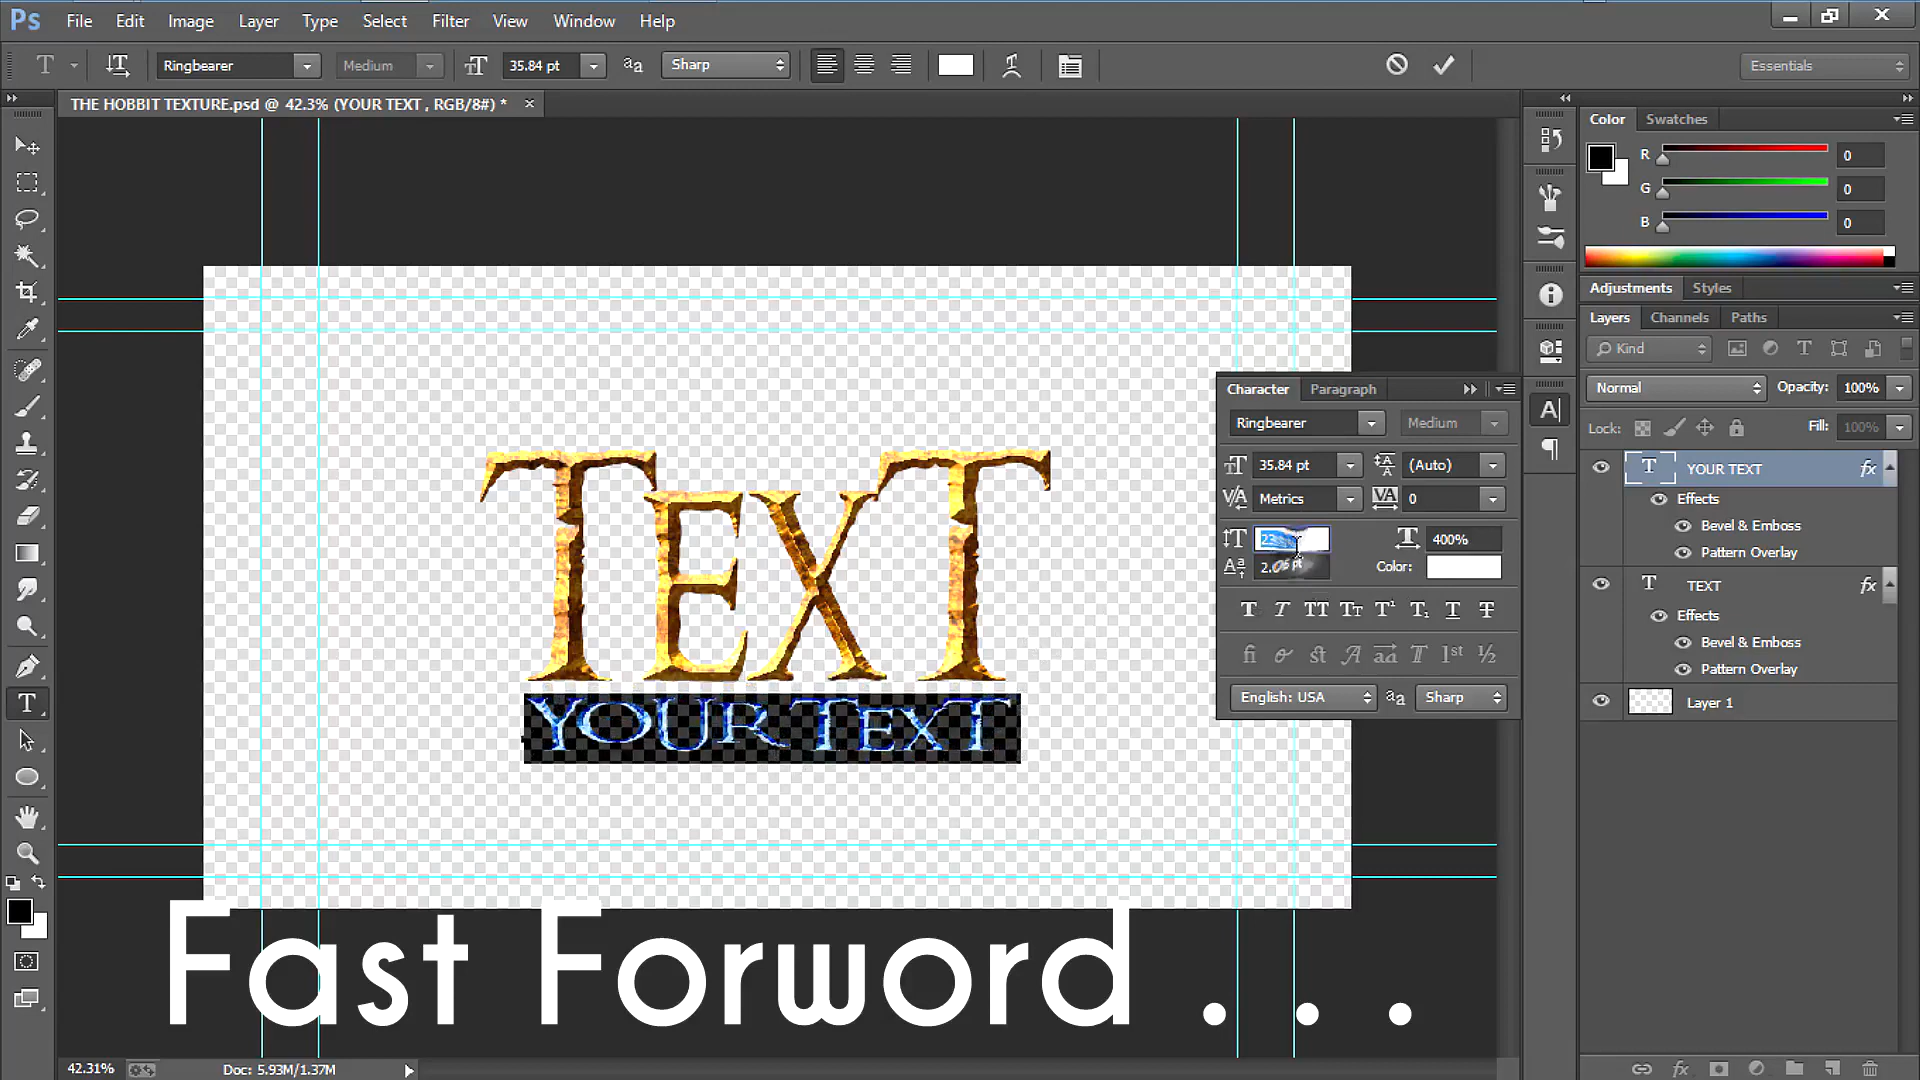 Ps File Edit Image Layer Type Select Filter View Window Help
Ringbearer Medium 35.84 pt Sharp Essentials
THE HOBBIT TEXTURE.psd @ 42.3% (YOUR TEXT , RGB/8#) *
Color Swatches
R 0
G 0
B 0
Adjustments Styles
Layers Channels Paths
Kind
Normal Opacity: 100%
Lock: Fill: 100%
YOUR TEXT fx
Effects
Bevel & Emboss
Pattern Overlay
TEXT fx
Effects
Bevel & Emboss
Pattern Overlay
Layer 1
Character Paragraph
Ringbearer Medium
35.84 pt (Auto)
Metrics 0
400%
Color:
English: USA Sharp
TEXT
YOUR TEXT
Fast Forword . . .
42.31% Doc: 5.93M/1.37M